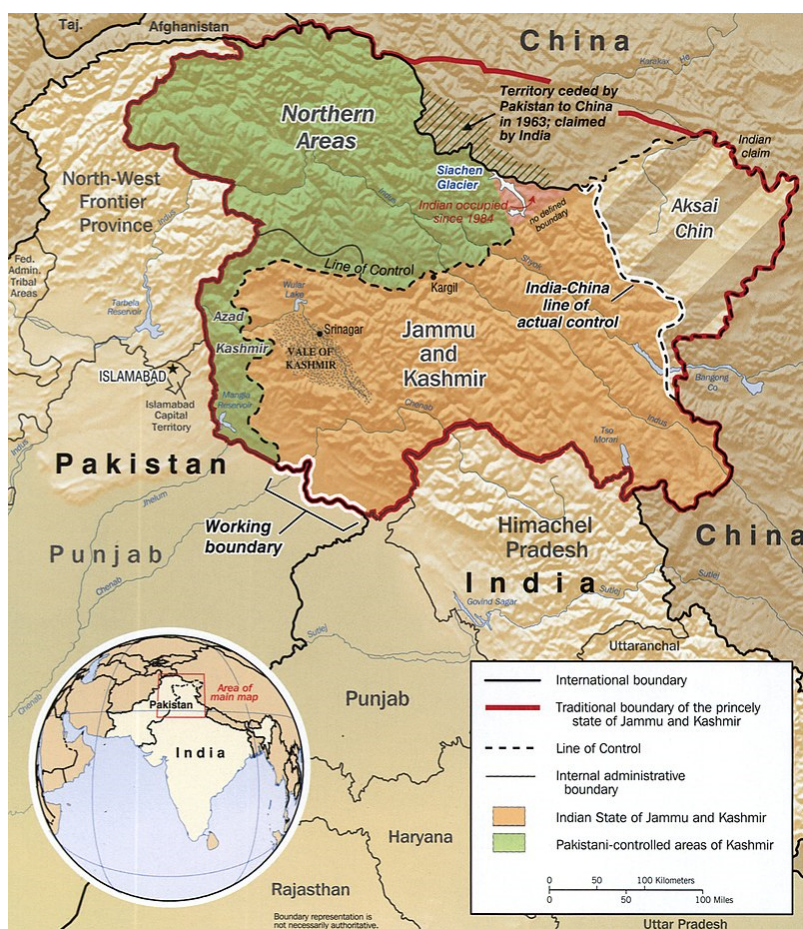 Taj.
Afghanistan
China
Karakax He
Territory ceded by
Pakistan to China
in 1963; claimed
by India
Indian
claim
Northern
Areas
Siachen
Glacier
Indian occupied
since 1984
no defined
boundary
Aksai
Chin
North-West
Frontier
Province
Indus
Indus
Fed.
Admin.
Tribal
Areas
Tarbela
Reservoir
Line of Control
Shyok
Kargil
India-China
line of
actual control
Wular
Lake
Azad
Kashmir
Srinagar
VALE OF
KASHMIR
Jammu
and
Kashmir
ISLAMABAD
Islamabad
Capital
Territory
Mangla
Reservoir
Bangong
Co
Chenab
Indus
Tso
Morari
Indus
Pakistan
Jhelum
Working
boundary
Punjab
Chenab
Himachel
Pradesh
China
India
Sutlej
Sutlej
Govind Sagar
Sutlej
Uttaranchal
Chenab
Punjab
Area of
main map
Pakistan
India
Haryana
Rajasthan
Boundary representation is
not necessarily authoritative.
Uttar Pradesh
International boundary
Traditional boundary of the princely
state of Jammu and Kashmir
Line of Control
Internal administrative
boundary
Indian State of Jammu and Kashmir
Pakistani-controlled areas of Kashmir
0 50 100 Kilometers
0 50 100 Miles